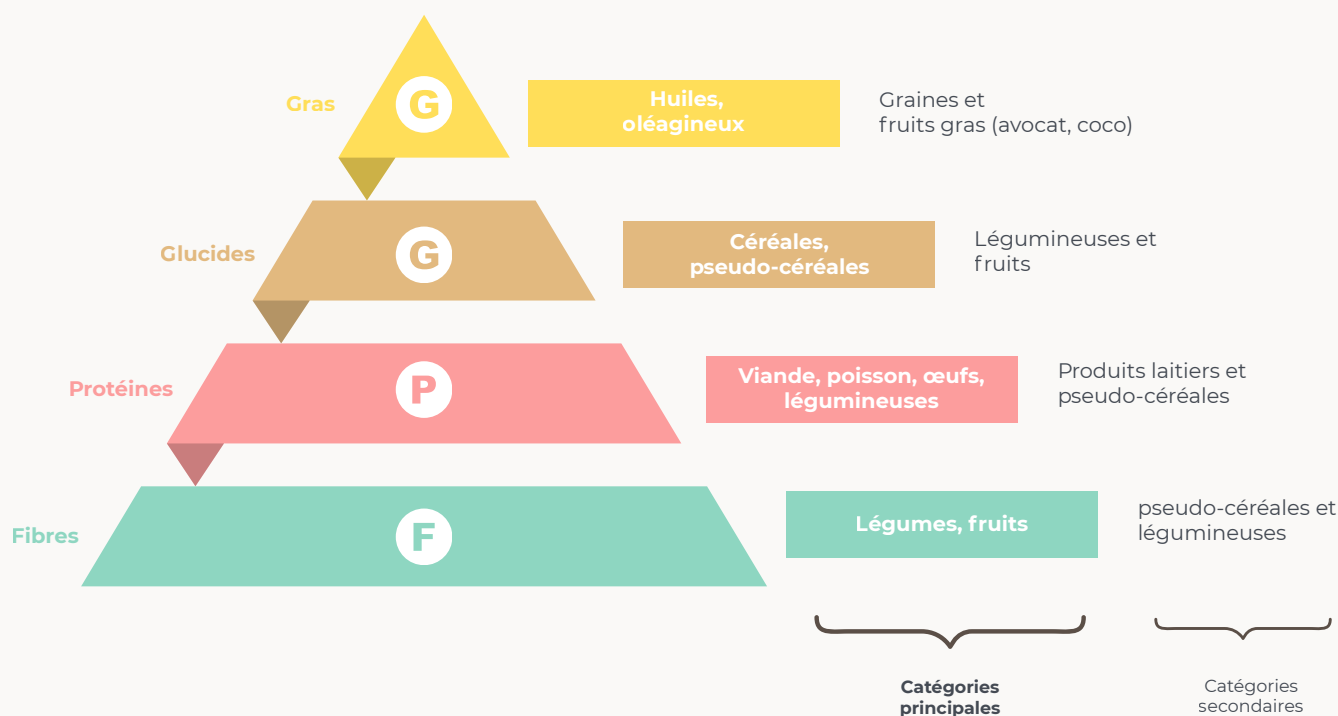 Gras
G
Huiles,
oléagineux
Graines et
fruits gras (avocat, coco)
Glucides
G
Céréales,
pseudo-céréales
Légumineuses et
fruits
Protéines
P
Viande, poisson, œufs,
légumineuses
Produits laitiers et
pseudo-céréales
Fibres
F
Légumes, fruits
pseudo-céréales et
légumineuses
Catégories
principales
Catégories
secondaires